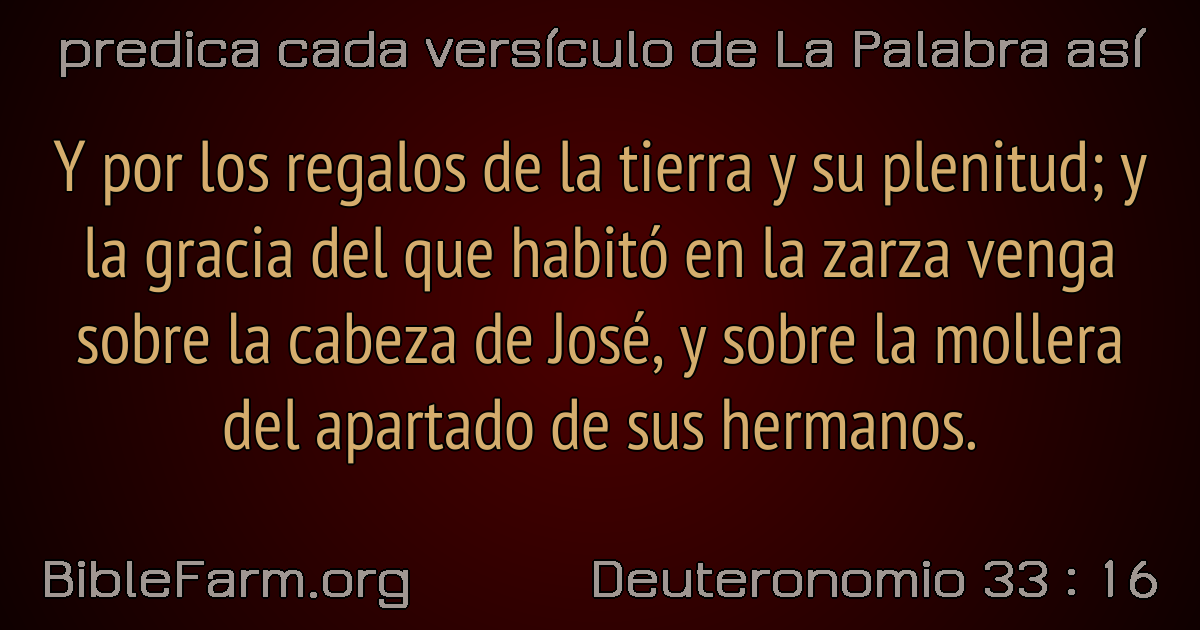 predica cada versículo de La Palabra así
Y por los regalos de la tierra y su plenitud; y
la gracia del que habitó en la zarza venga
sobre la cabeza de José, y sobre la mollera
del apartado de sus hermanos.
BibleFarm.org Deuteronomio 33 : 16